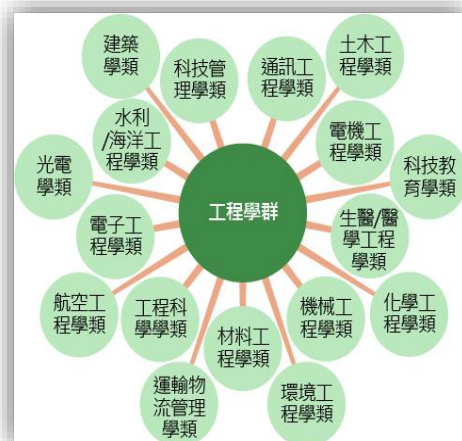 建築
學類
科技管
理學類
通訊工
程學類
土木工
程學類
水利
/海洋工
程學類
電機工
程學類
光電
學類
科技教
育學類
工程學群
電子工
程學類
生醫/醫
學工程
學類
航空工
程學類
工程科
學學類
機械工
程學類
化學工
程學類
材料工
程學類
運輸物
流管理
學類
環境工
程學類